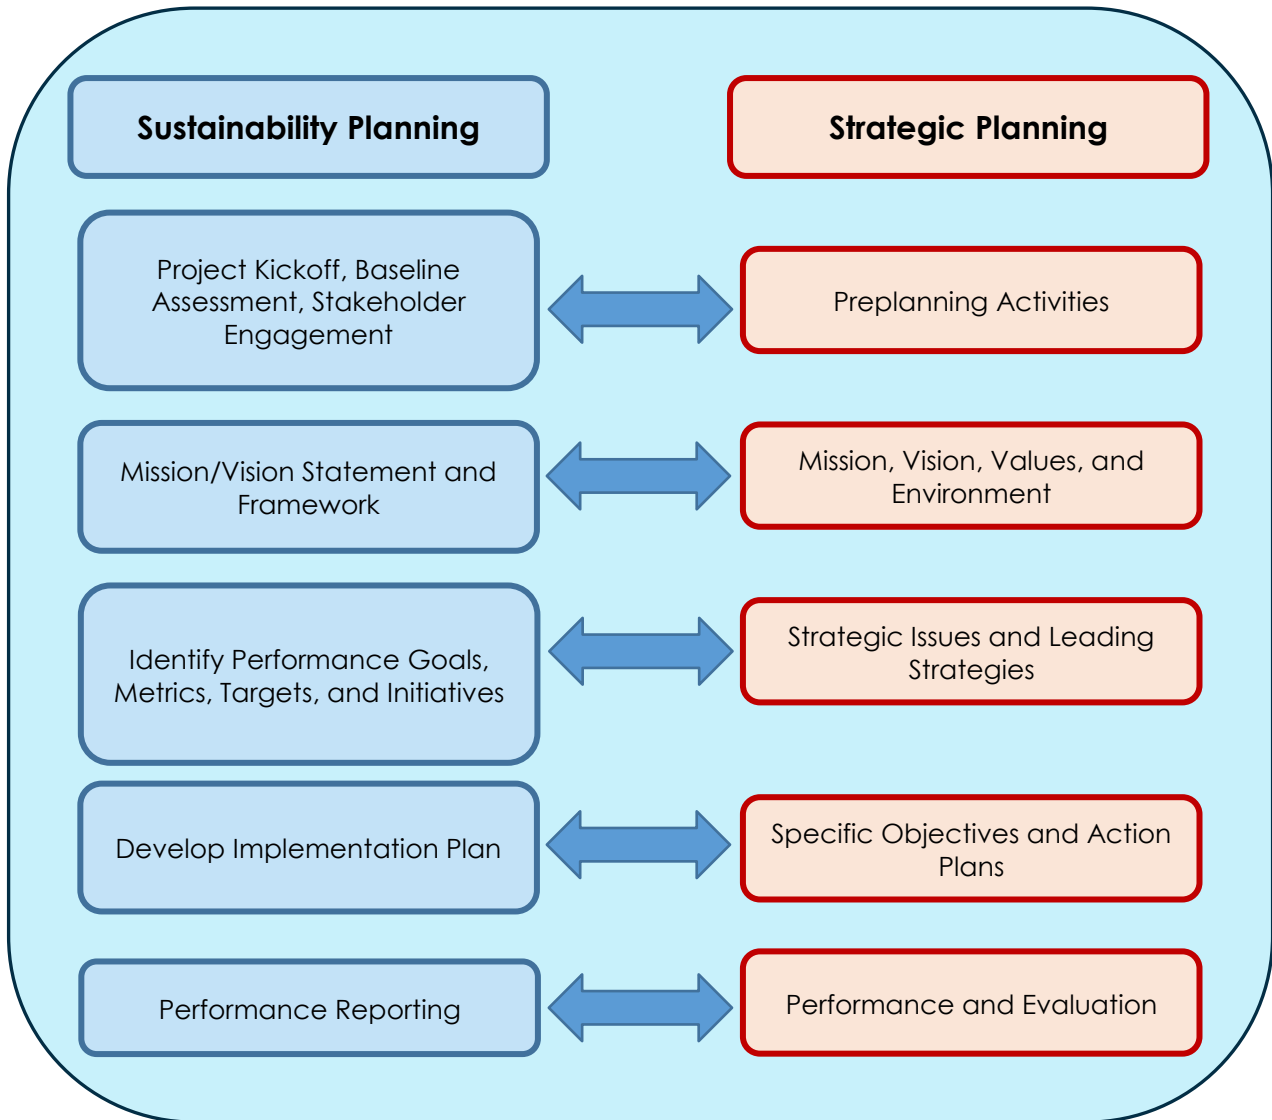 Sustainability Planning
Strategic Planning
Project Kickoff, Baseline
Assessment, Stakeholder
Engagement
Preplanning Activities
Mission/Vision Statement and
Framework
Mission, Vision, Values, and
Environment
Identify Performance Goals,
Metrics, Targets, and Initiatives
Strategic Issues and Leading
Strategies
Develop Implementation Plan
Specific Objectives and Action
Plans
Performance Reporting
Performance and Evaluation